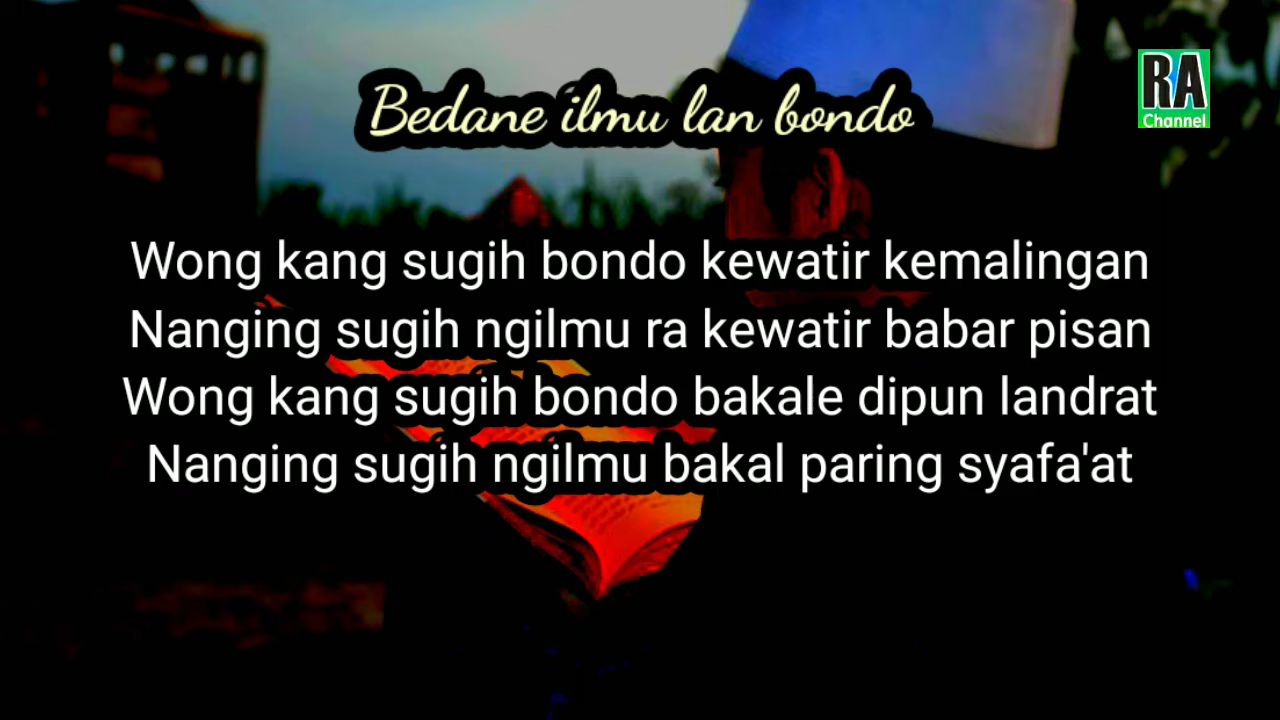 Bedane ilmu lan bondo
RA
Channel
Wong kang sugih bondo kewatir kemalingan
Nanging sugih ngilmu ra kewatir babar pisan
Wong kang sugih bondo bakale dipun landrat
Nanging sugih ngilmu bakal paring syafa'at